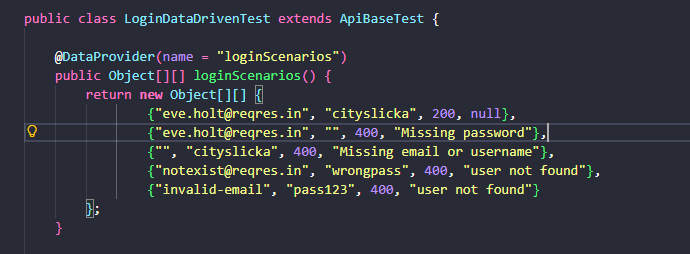 public class LoginDataDrivenTest extends ApiBaseTest {
@DataProvider(name = "loginScenarios")
public Object[][] loginScenarios() {
return new Object[][] {
{"eve.holt@reqres.in", "cityslicka", 200, null},
{"eve.holt@reqres.in", "", 400, "Missing password"},
{"", "cityslicka", 400, "Missing email or username"},
{"notexist@reqres.in", "wrongpass", 400, "user not found"},
{"invalid-email", "pass123", 400, "user not found"}
};
}